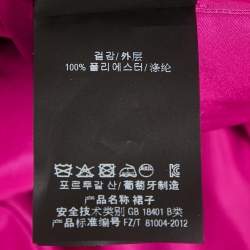 겉감/外层
100% 폴리에스터/涤纶
포르투갈 산/葡萄牙制造
产品名称 裙子
安全技术类别 GB 18401 B类
产品标准编号 FZ/T 81004-2012